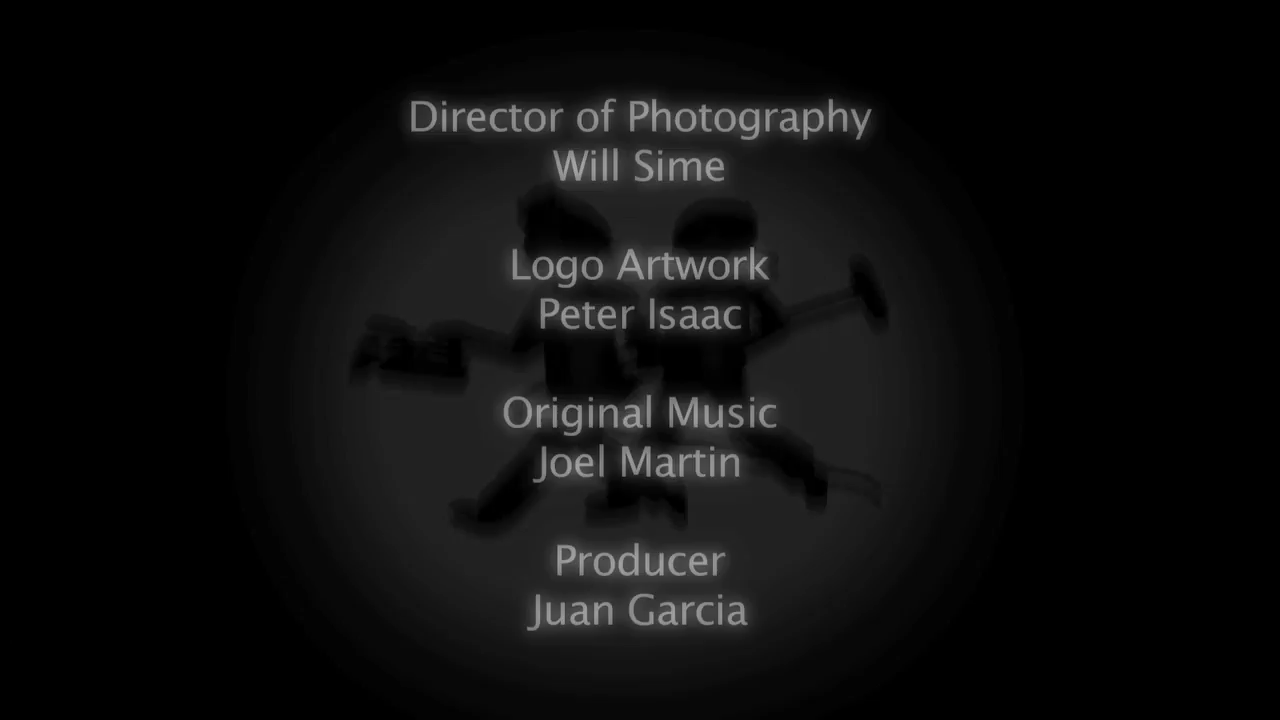 Director of Photography
Will Sime
Logo Artwork
Peter Isaac
Original Music
Joel Martin
Producer
Juan Garcia